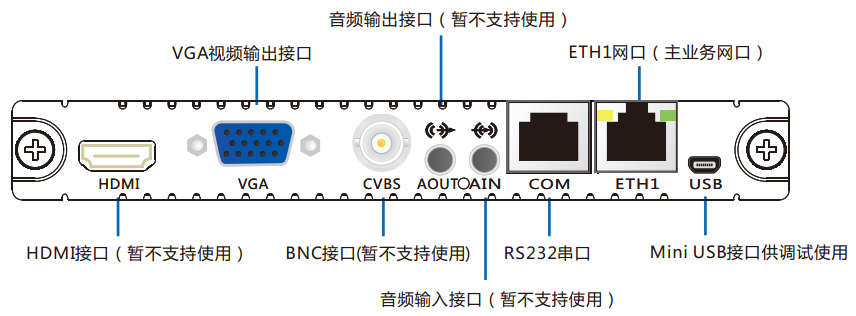 音频输出接口（暂不支持使用）
VGA视频输出接口
ETH1网口（主业务网口）
HDMI
VGA
CVBS
AOUT
AIN
COM
ETH1
USB
HDMI接口（暂不支持使用）
BNC接口(暂不支持使用)
RS232串口
Mini USB接口供调试使用
音频输入接口（暂不支持使用）